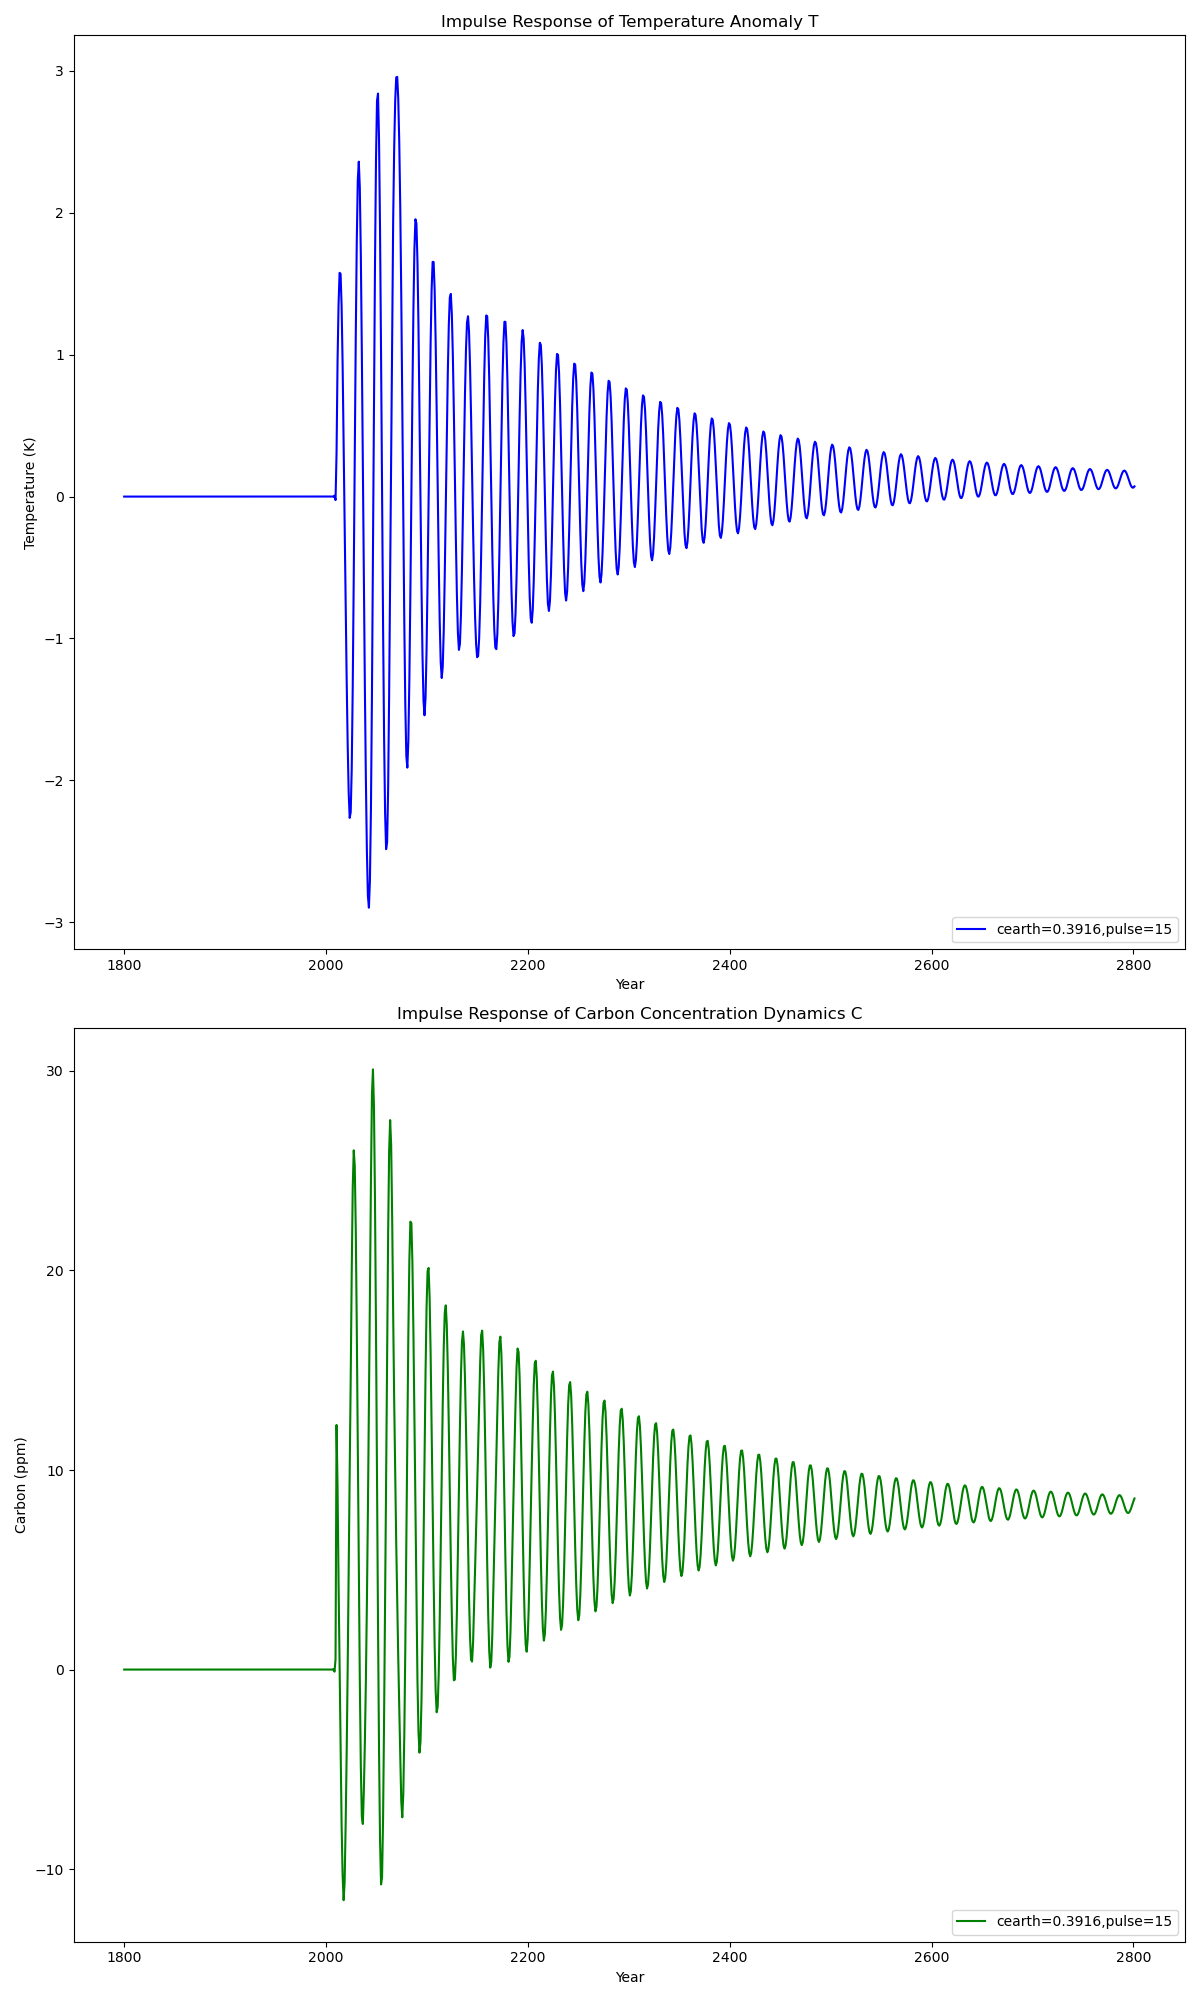 Impulse Response of Temperature Anomaly T
3
2
1
0
−1
−2
−3
Temperature (K)
cearth=0.3916,pulse=15
1800 2000 2200 2400 2600 2800
Year
Impulse Response of Carbon Concentration Dynamics C
30
20
10
0
−10
Carbon (ppm)
cearth=0.3916,pulse=15
1800 2000 2200 2400 2600 2800
Year